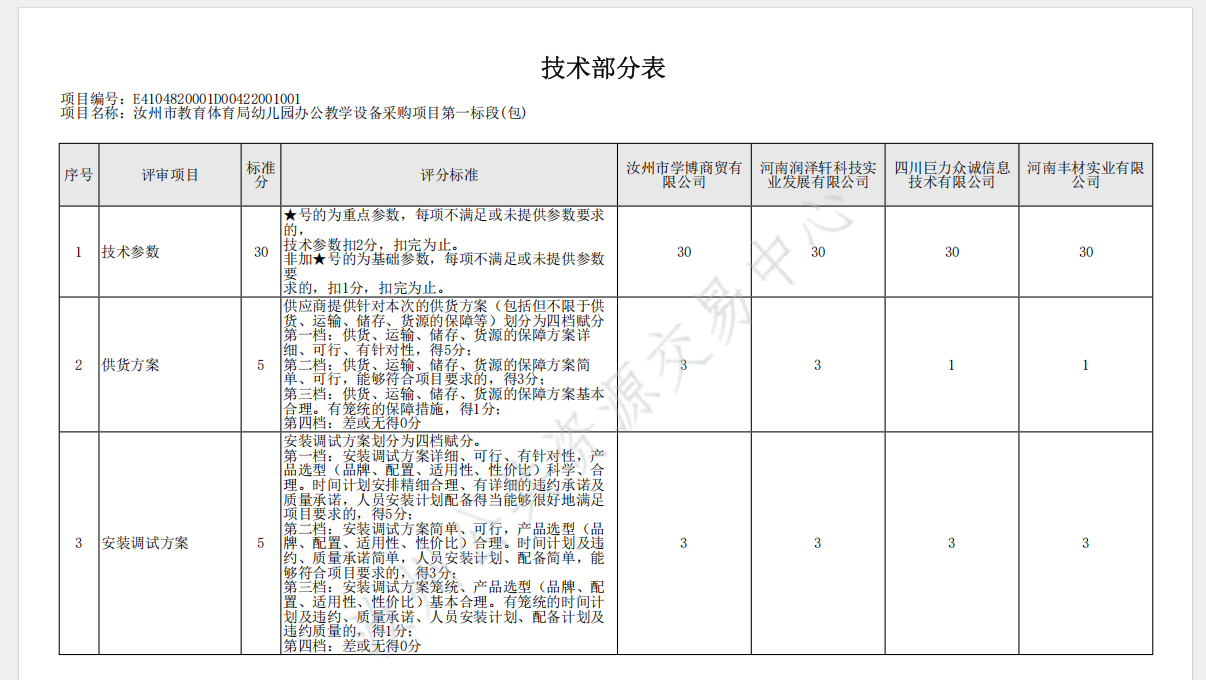 技术部分表
项目编号：E4104820001D00422001001
项目名称：汝州市教育体育局幼儿园办公教学设备采购项目第一标段(包)
序号
评审项目
标准
分
评分标准
汝州市学博商贸有
限公司
河南润泽轩科技实
业发展有限公司
四川巨力众诚信息
技术有限公司
河南丰材实业有限
公司
1
技术参数
30
★号的为重点参数，每项不满足或未提供参数要求
的，
技术参数扣2分，扣完为止。
非加★号的为基础参数，每项不满足或未提供参数
要
求的，扣1分，扣完为止。
30
30
30
30
2
供货方案
5
供应商提供针对本次的供货方案（包括但不限于供
货、运输、储存、货源的保障等）划分为四档赋分
第一档：供货、运输、储存、货源的保障方案详
细、可行、有针对性，得5分；
第二档：供货、运输、储存、货源的保障方案简
单、可行，能够符合项目要求的，得3分；
第三档：供货、运输、储存、货源的保障方案基本
合理。有笼统的保障措施，得1分；
第四档：差或无得0分
3
3
1
1
3
安装调试方案
5
安装调试方案划分为四档赋分。
第一档：安装调试方案详细、可行、有针对性，产
品选型（品牌、配置、适用性、性价比）科学、合
理。时间计划安排精细合理、有详细的违约承诺及
质量承诺，人员安装计划配备得当能够很好地满足
项目要求的，得5分；
第二档：安装调试方案简单、可行，产品选型（品
牌、配置、适用性、性价比）合理。时间计划及违
约、质量承诺简单，人员安装计划、配备简单，能
够符合项目要求的，得3分；
第三档：安装调试方案笼统、产品选型（品牌、配
置、适用性、性价比）基本合理。有笼统的时间计
划及违约、质量承诺、人员安装计划、配备计划及
违约质量的，得1分；
第四档：差或无得0分
3
3
3
3
汝州公共资源交易中心